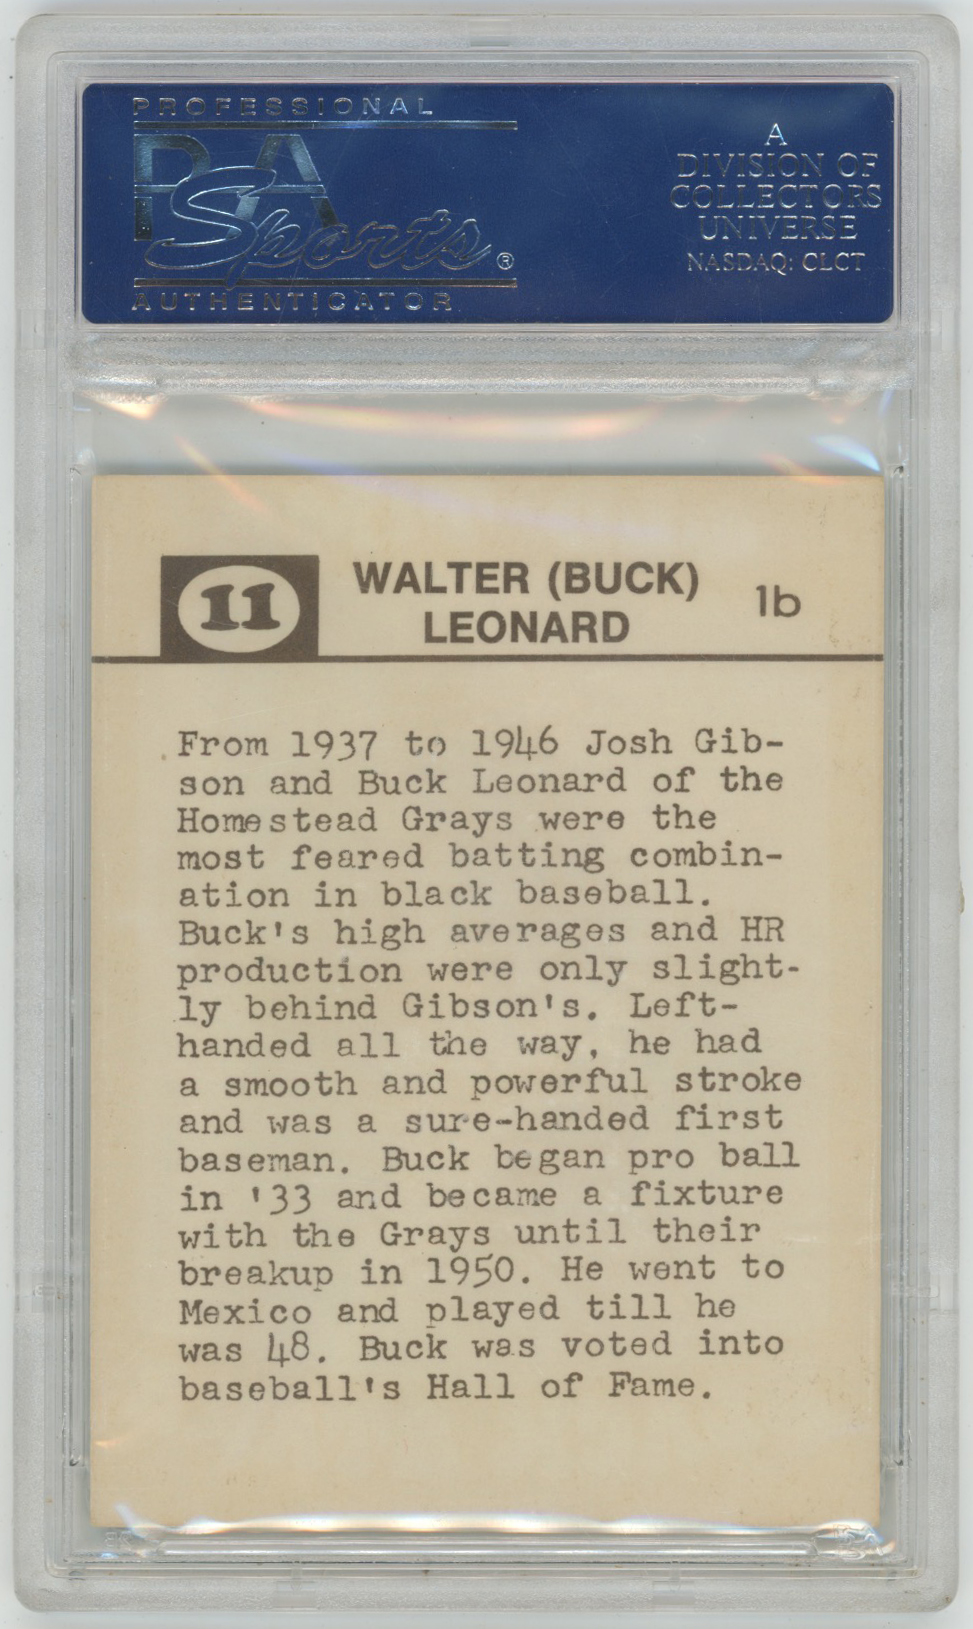 PROFESSIONAL
PSA
Sports®
AUTHENTICATOR
A
DIVISION OF
COLLECTORS
UNIVERSE
NASDAQ: CLCT
11
WALTER (BUCK)
LEONARD
1b
From 1937 to 1946 Josh Gib-
son and Buck Leonard of the
Homestead Grays were the
most feared batting combin-
ation in black baseball.
Buck's high averages and HR
production were only slight-
ly behind Gibson's. Left-
handed all the way, he had
a smooth and powerful stroke
and was a sure-handed first
baseman. Buck began pro ball
in '33 and became a fixture
with the Grays until their
breakup in 1950. He went to
Mexico and played till he
was 48. Buck was voted into
baseball's Hall of Fame.